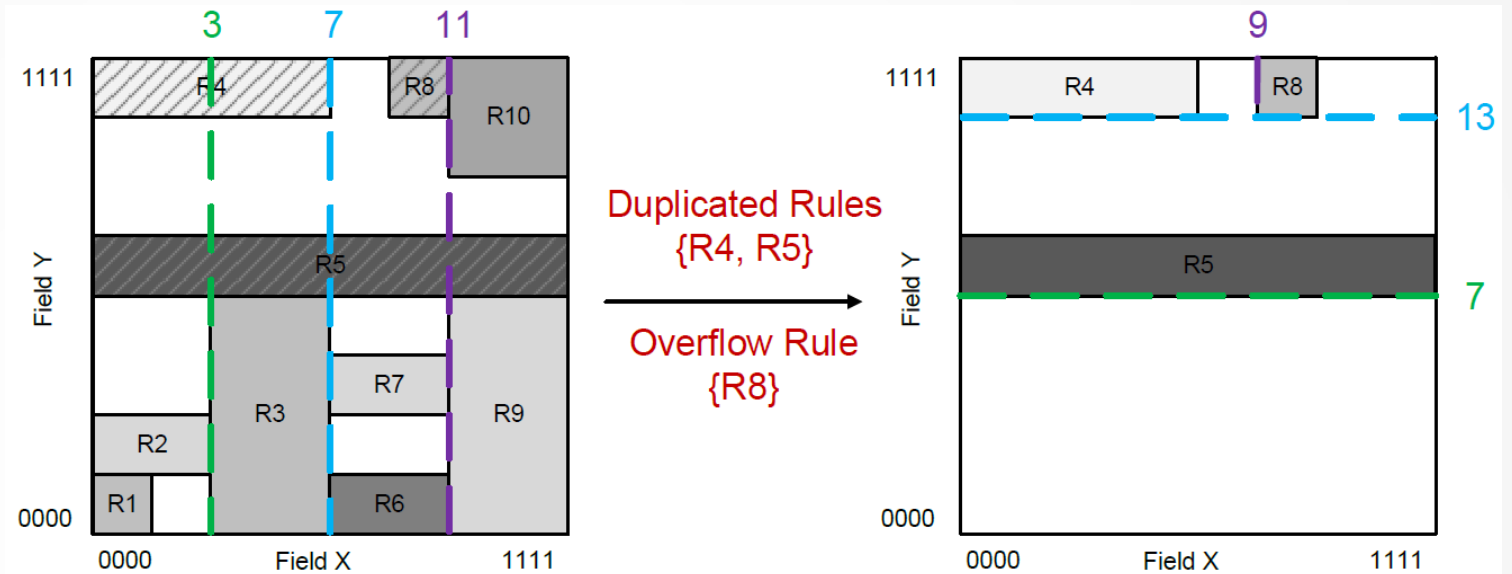 3 7 11
1111
R4
R8
R10
R5
Field Y
R7
R3
R9
R2
R1
R6
0000
0000 Field X 1111
Duplicated Rules
{R4, R5}
Overflow Rule
{R8}
9
1111
R4
R8
13
R5
7
Field Y
0000
0000 Field X 1111